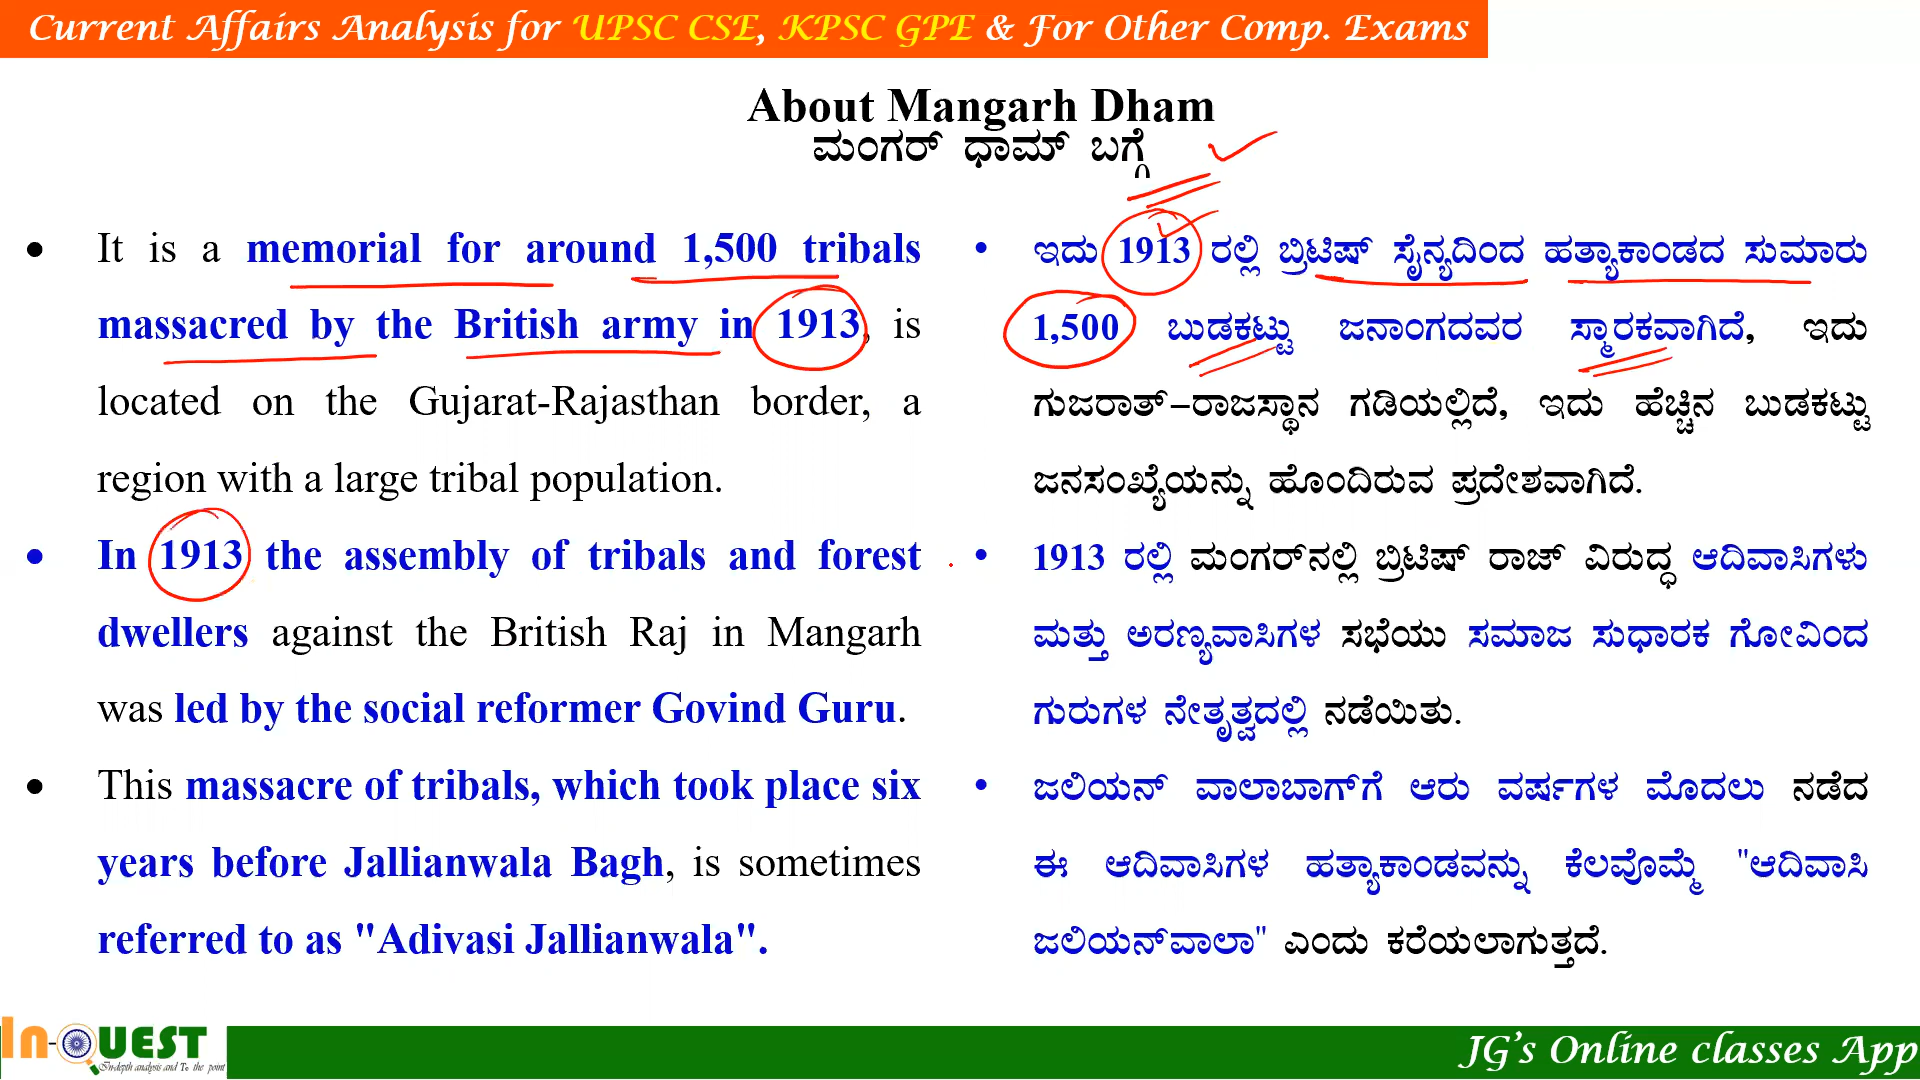 Current Affairs Analysis for UPSC CSE, KPSC GPE & For Other Comp. Exams
About Mangarh Dham
ಮಂಗರ್ ಧಾಮ್ ಬಗ್ಗೆ
• It is a memorial for around 1,500 tribals
massacred by the British army in 1913, is
located on the Gujarat-Rajasthan border, a
region with a large tribal population.
• In 1913 the assembly of tribals and forest
dwellers against the British Raj in Mangarh
was led by the social reformer Govind Guru.
• This massacre of tribals, which took place six
years before Jallianwala Bagh, is sometimes
referred to as "Adivasi Jallianwala".
• ಇದು 1913 ರಲ್ಲಿ ಬ್ರಿಟಿಷ್ ಸೈನ್ಯದಿಂದ ಹತ್ಯಾಕಾಂಡದ ಸುಮಾರು
1,500 ಬುಡಕಟ್ಟು ಜನಾಂಗದವರ ಸ್ಮಾರಕವಾಗಿದೆ, ಇದು
ಗುಜರಾತ್-ರಾಜಸ್ಥಾನ ಗಡಿಯಲ್ಲಿದೆ, ಇದು ಹೆಚ್ಚಿನ ಬುಡಕಟ್ಟು
ಜನಸಂಖ್ಯೆಯನ್ನು ಹೊಂದಿರುವ ಪ್ರದೇಶವಾಗಿದೆ.
• 1913 ರಲ್ಲಿ ಮಂಗರ್‌ನಲ್ಲಿ ಬ್ರಿಟಿಷ್ ರಾಜ್ ವಿರುದ್ಧ ಆದಿವಾಸಿಗಳು
ಮತ್ತು ಅರಣ್ಯವಾಸಿಗಳ ಸಭೆಯು ಸಮಾಜ ಸುಧಾರಕ ಗೋವಿಂದ
ಗುರುಗಳ ನೇತೃತ್ವದಲ್ಲಿ ನಡೆಯಿತು.
• ಜಲಿಯನ್ ವಾಲಾಬಾಗ್‌ಗೆ ಆರು ವರ್ಷಗಳ ಮೊದಲು ನಡೆದ
ಈ ಆದಿವಾಸಿಗಳ ಹತ್ಯಾಕಾಂಡವನ್ನು ಕೆಲವೊಮ್ಮೆ "ಆದಿವಾಸಿ
ಜಲಿಯನ್‌ವಾಲಾ" ಎಂದು ಕರೆಯಲಾಗುತ್ತದೆ.
In-QUEST
In-depth analysis and To the point
JG's Online classes App